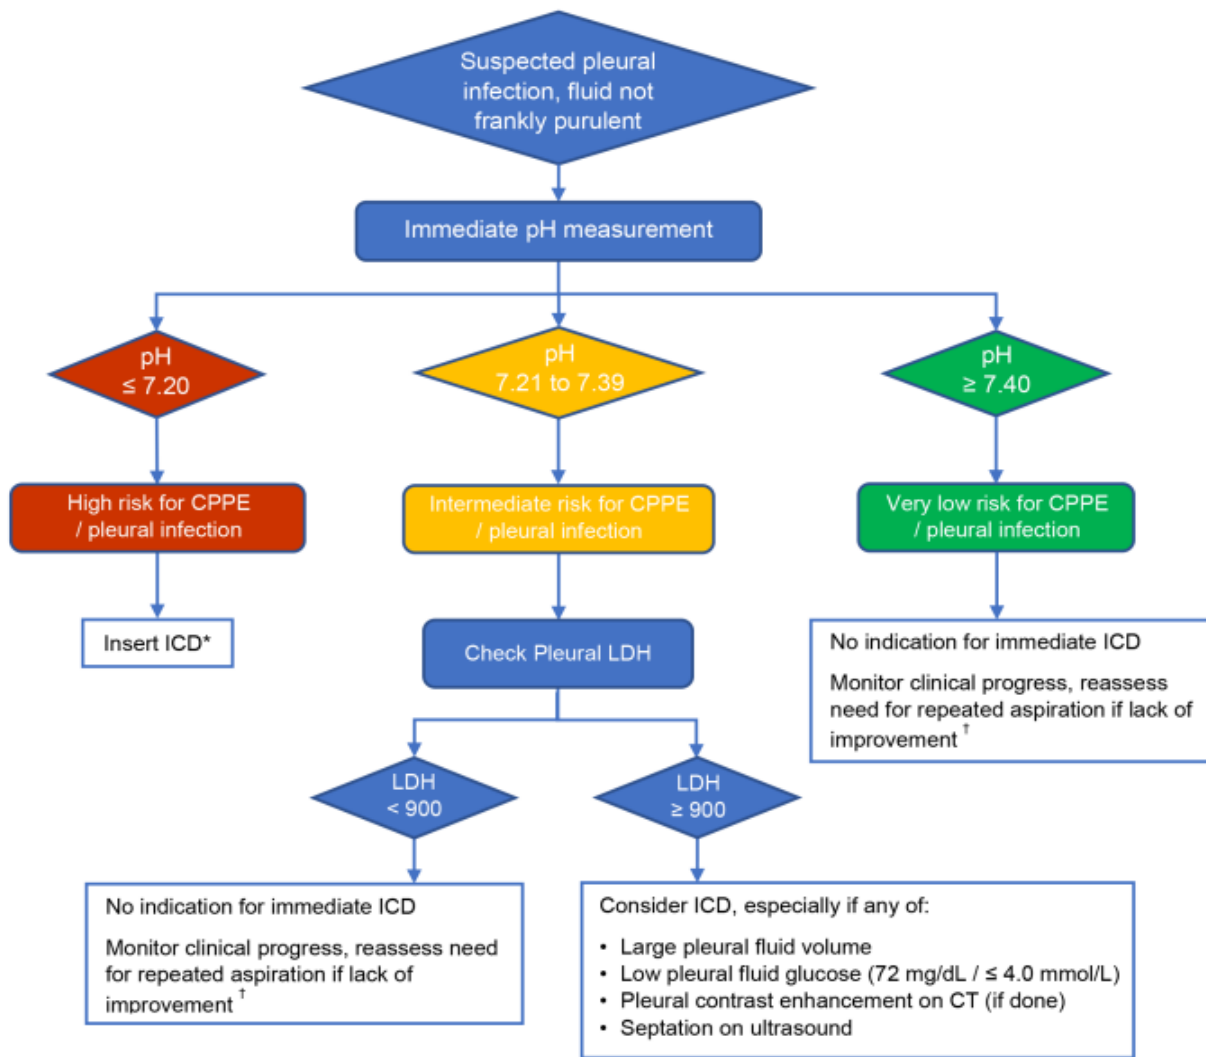 Suspected pleural
infection, fluid not
frankly purulent
Immediate pH measurement
pH
≤ 7.20
pH
7.21 to 7.39
pH
≥ 7.40
High risk for CPPE
/ pleural infection
Intermediate risk for CPPE
/ pleural infection
Very low risk for CPPE
/ pleural infection
Insert ICD*
Check Pleural LDH
No indication for immediate ICD
Monitor clinical progress, reassess
need for repeated aspiration if lack of
improvement †
LDH
< 900
LDH
≥ 900
No indication for immediate ICD
Monitor clinical progress, reassess need
for repeated aspiration if lack of
improvement †
Consider ICD, especially if any of:
• Large pleural fluid volume
• Low pleural fluid glucose (72 mg/dL / ≤ 4.0 mmol/L)
• Pleural contrast enhancement on CT (if done)
• Septation on ultrasound